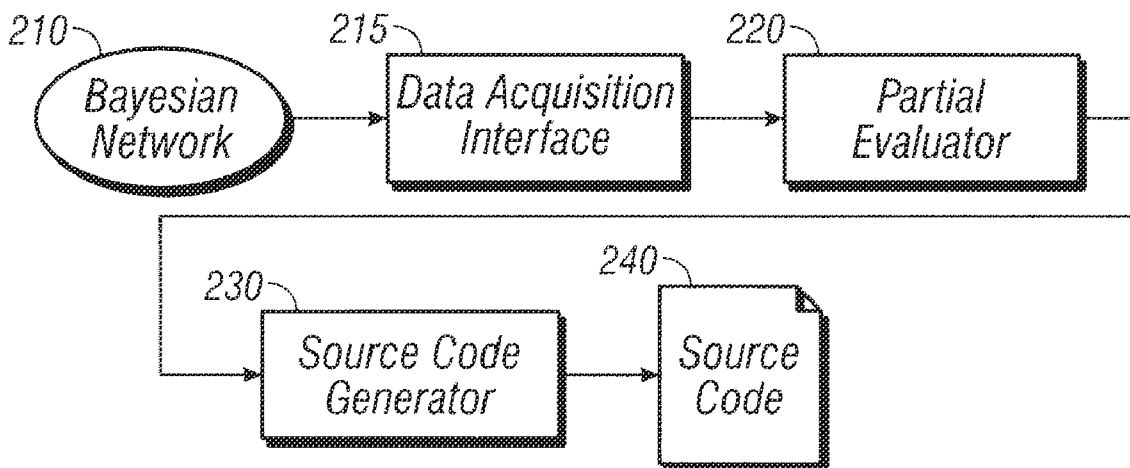 210
Bayesian
Network
215
Data Acquisition
Interface
220
Partial
Evaluator
230
Source Code
Generator
240
Source
Code